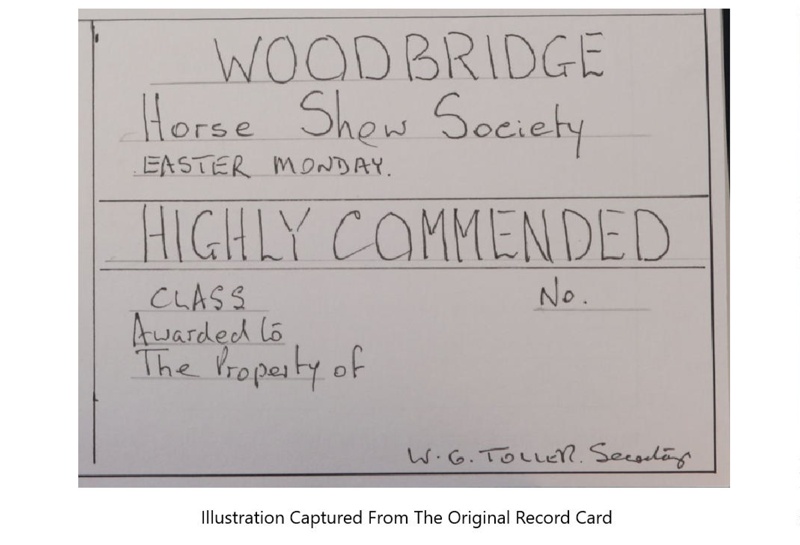 WOODBRIDGE
Horse Show Society
EASTER MONDAY.
HIGHLY COMMENDED
CLASS No.
Awarded to
The Property of
W. G. TOLLER. Secretary
Illustration Captured From The Original Record Card